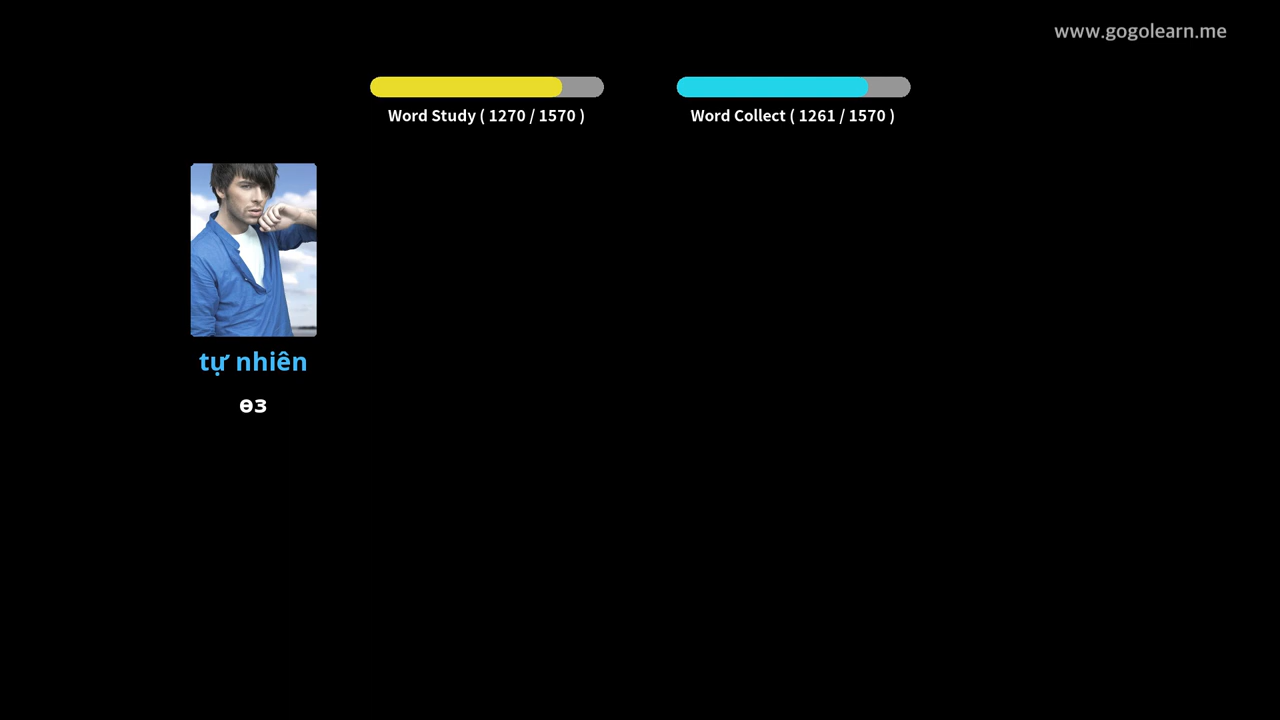 www.gogolearn.me
Word Study ( 1270 / 1570 )
Word Collect ( 1261 / 1570 )
tự nhiên
өз